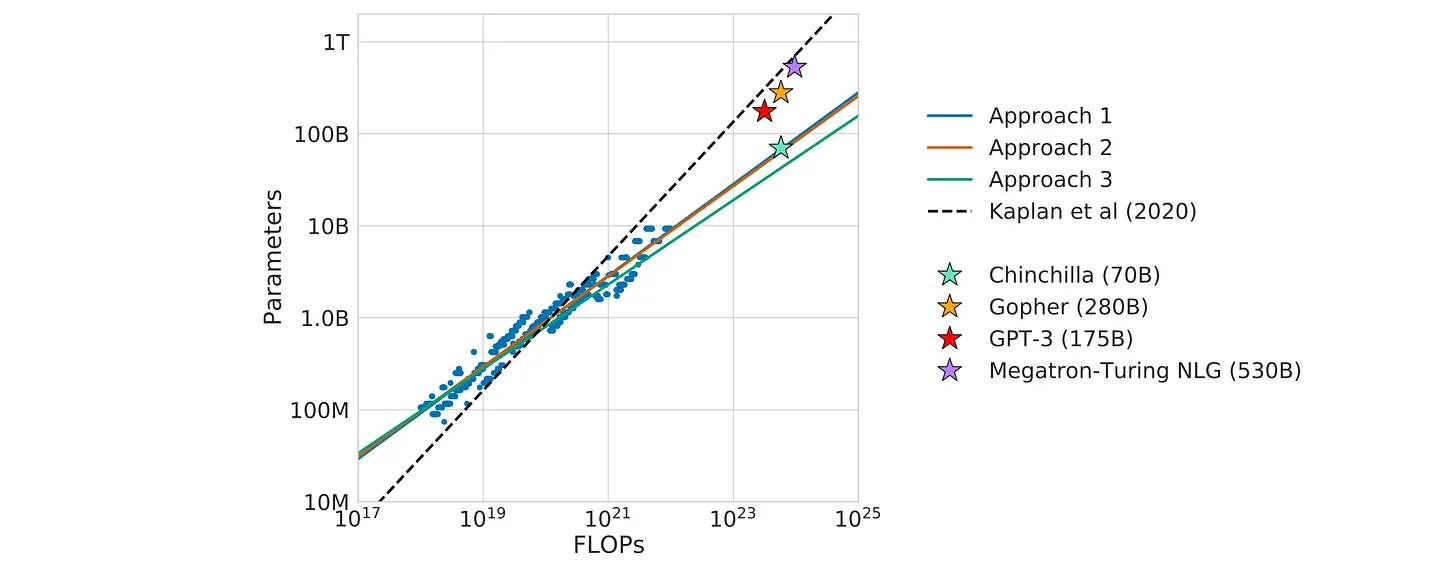 1T
100B
10B
1.0B
100M
10M
Parameters
10^17
10^19
10^21
10^23
10^25
FLOPs
Approach 1
Approach 2
Approach 3
Kaplan et al (2020)
Chinchilla (70B)
Gopher (280B)
GPT-3 (175B)
Megatron-Turing NLG (530B)